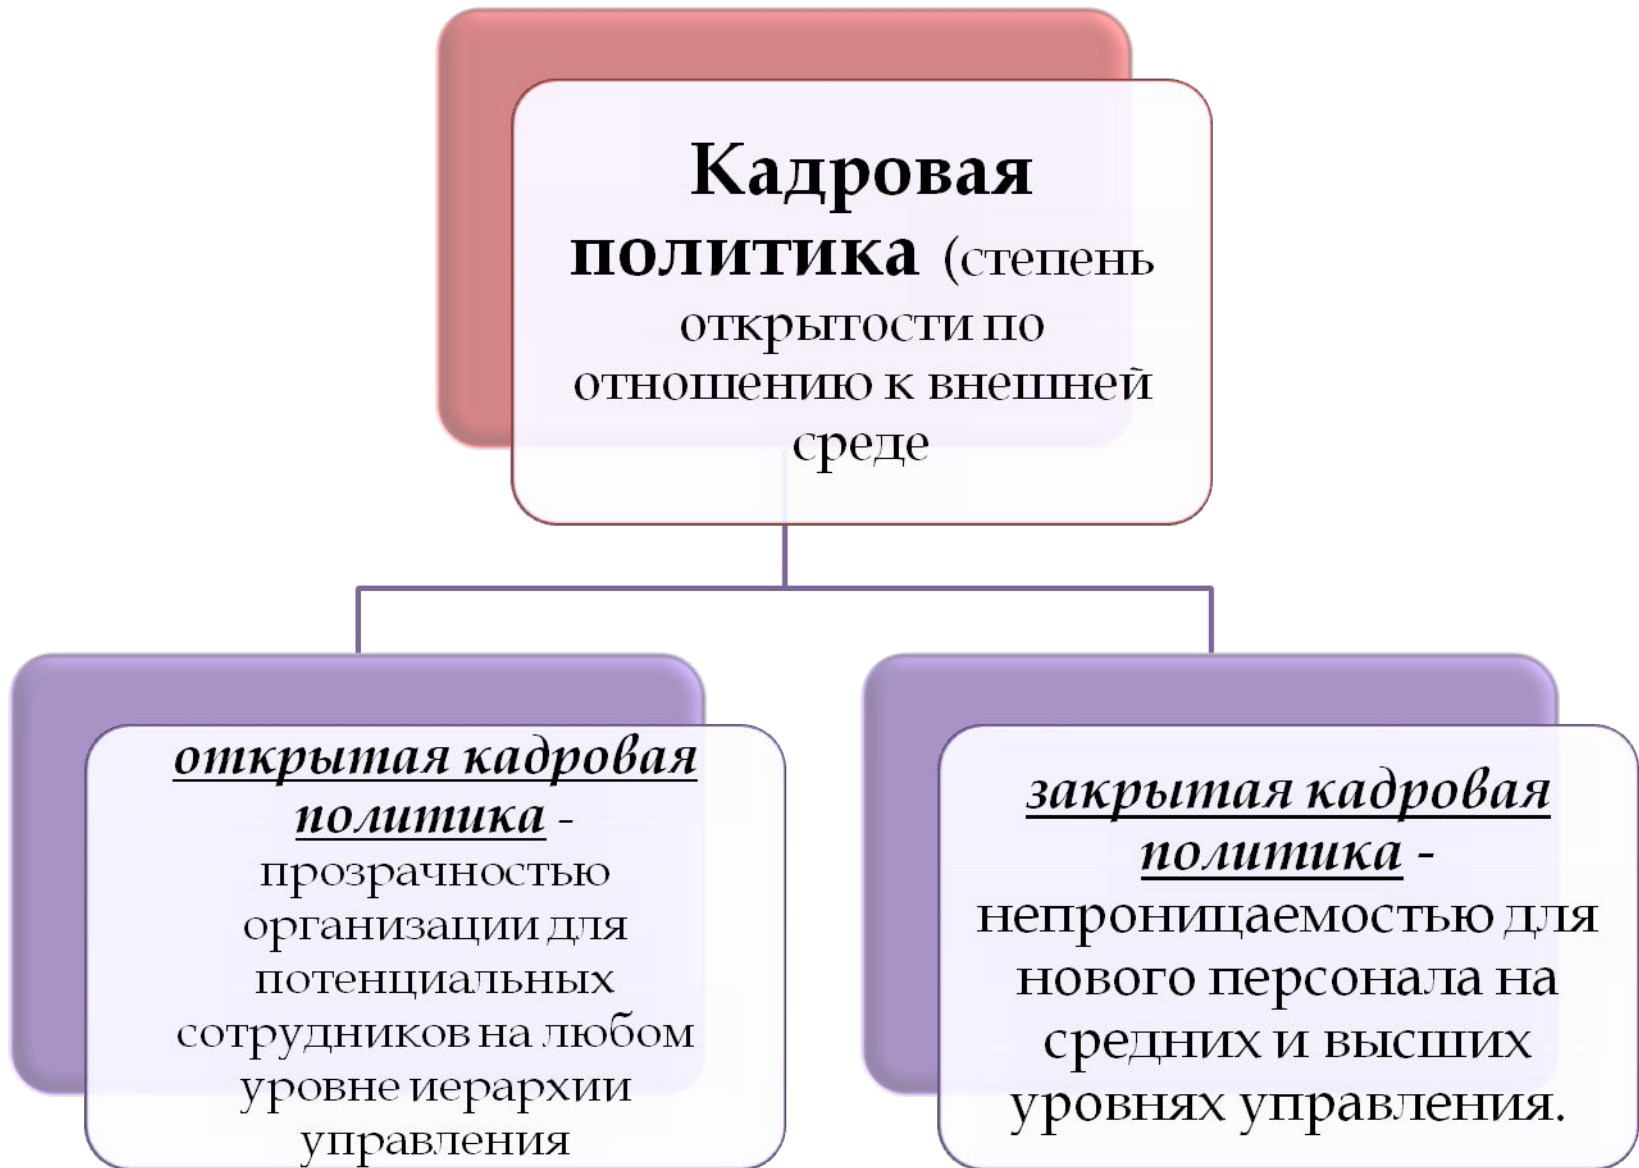 Кадровая
политика (степень
открытости по
отношению к внешней
среде
открытая кадровая
политика -
прозрачностью
организации для
потенциальных
сотрудников на любом
уровне иерархии
управления
закрытая кадровая
политика -
непроницаемостью для
нового персонала на
средних и высших
уровнях управления.